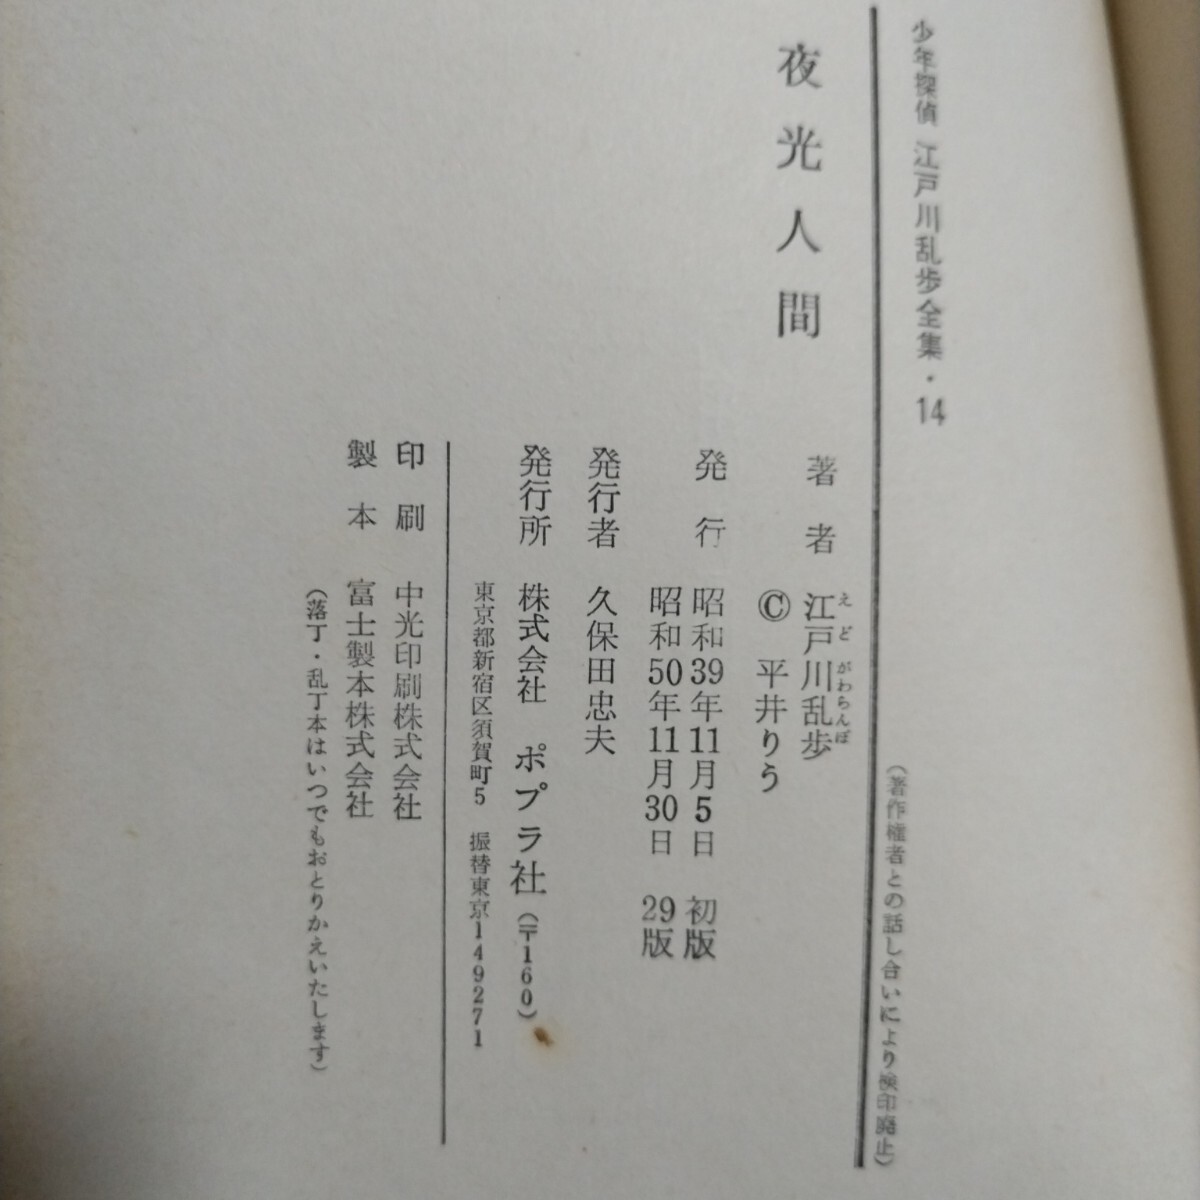 少年探偵 江戸川乱歩全集・14
(著作権者との話し合いにより検印廃止)
夜光人間
著者 江戸川乱歩
えどがわらんぽ
© 平井りう
発行 昭和39年11月5日 初版
昭和50年11月30日 29版
発行者 久保田忠夫
発行所 株式会社 ポプラ社(〒160)
東京都新宿区須賀町5 振替東京149271
印刷 中光印刷株式会社
製本 富士製本株式会社
(落丁・乱丁本はいつでもおとりかえいたします)